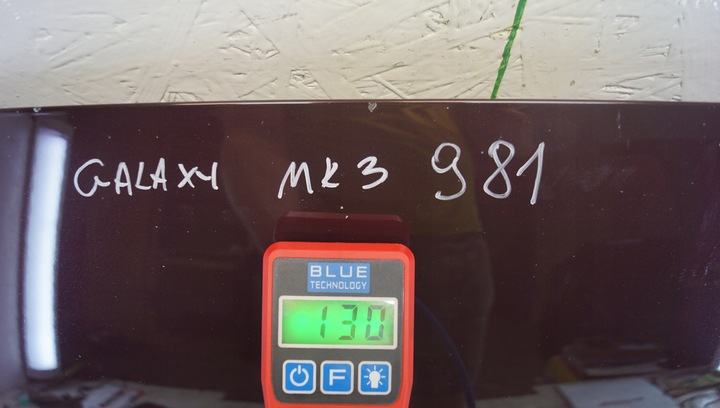 GALAXY MK3 981
BLUE
TECHNOLOGY
130
F